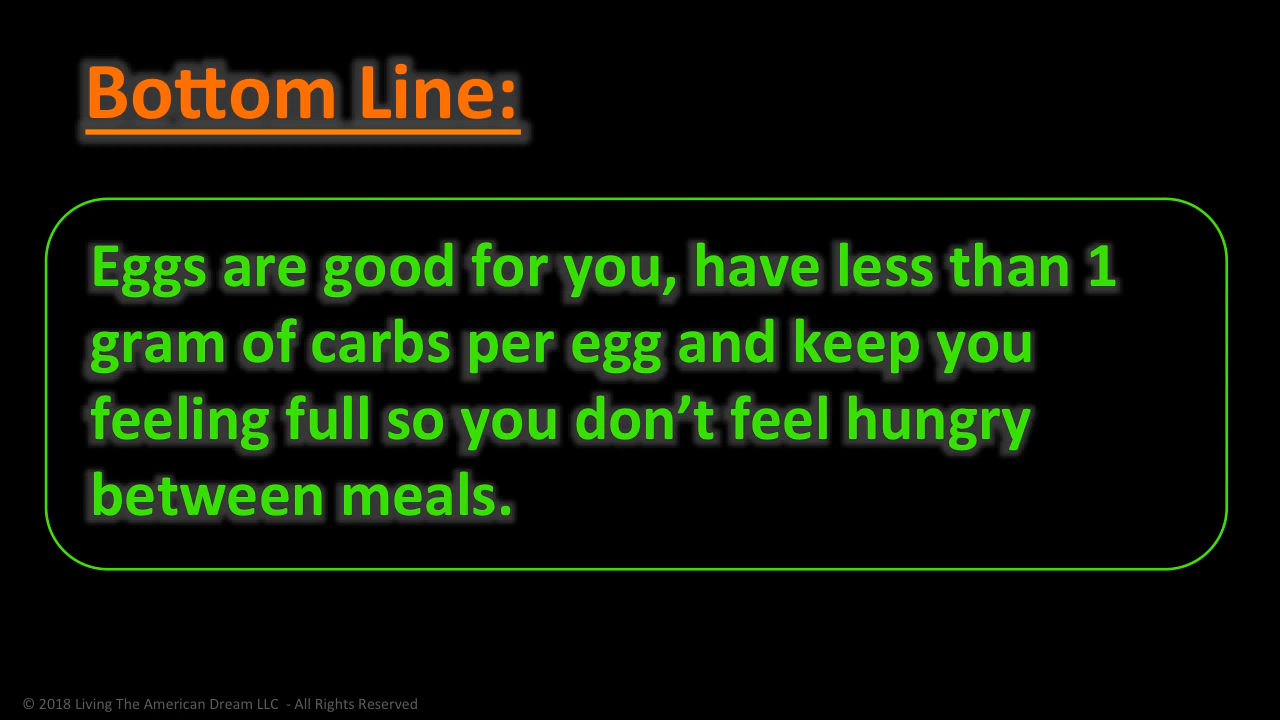 Bottom Line:
Eggs are good for you, have less than 1
gram of carbs per egg and keep you
feeling full so you don’t feel hungry
between meals.
© 2018 Living The American Dream LLC  - All Rights Reserved